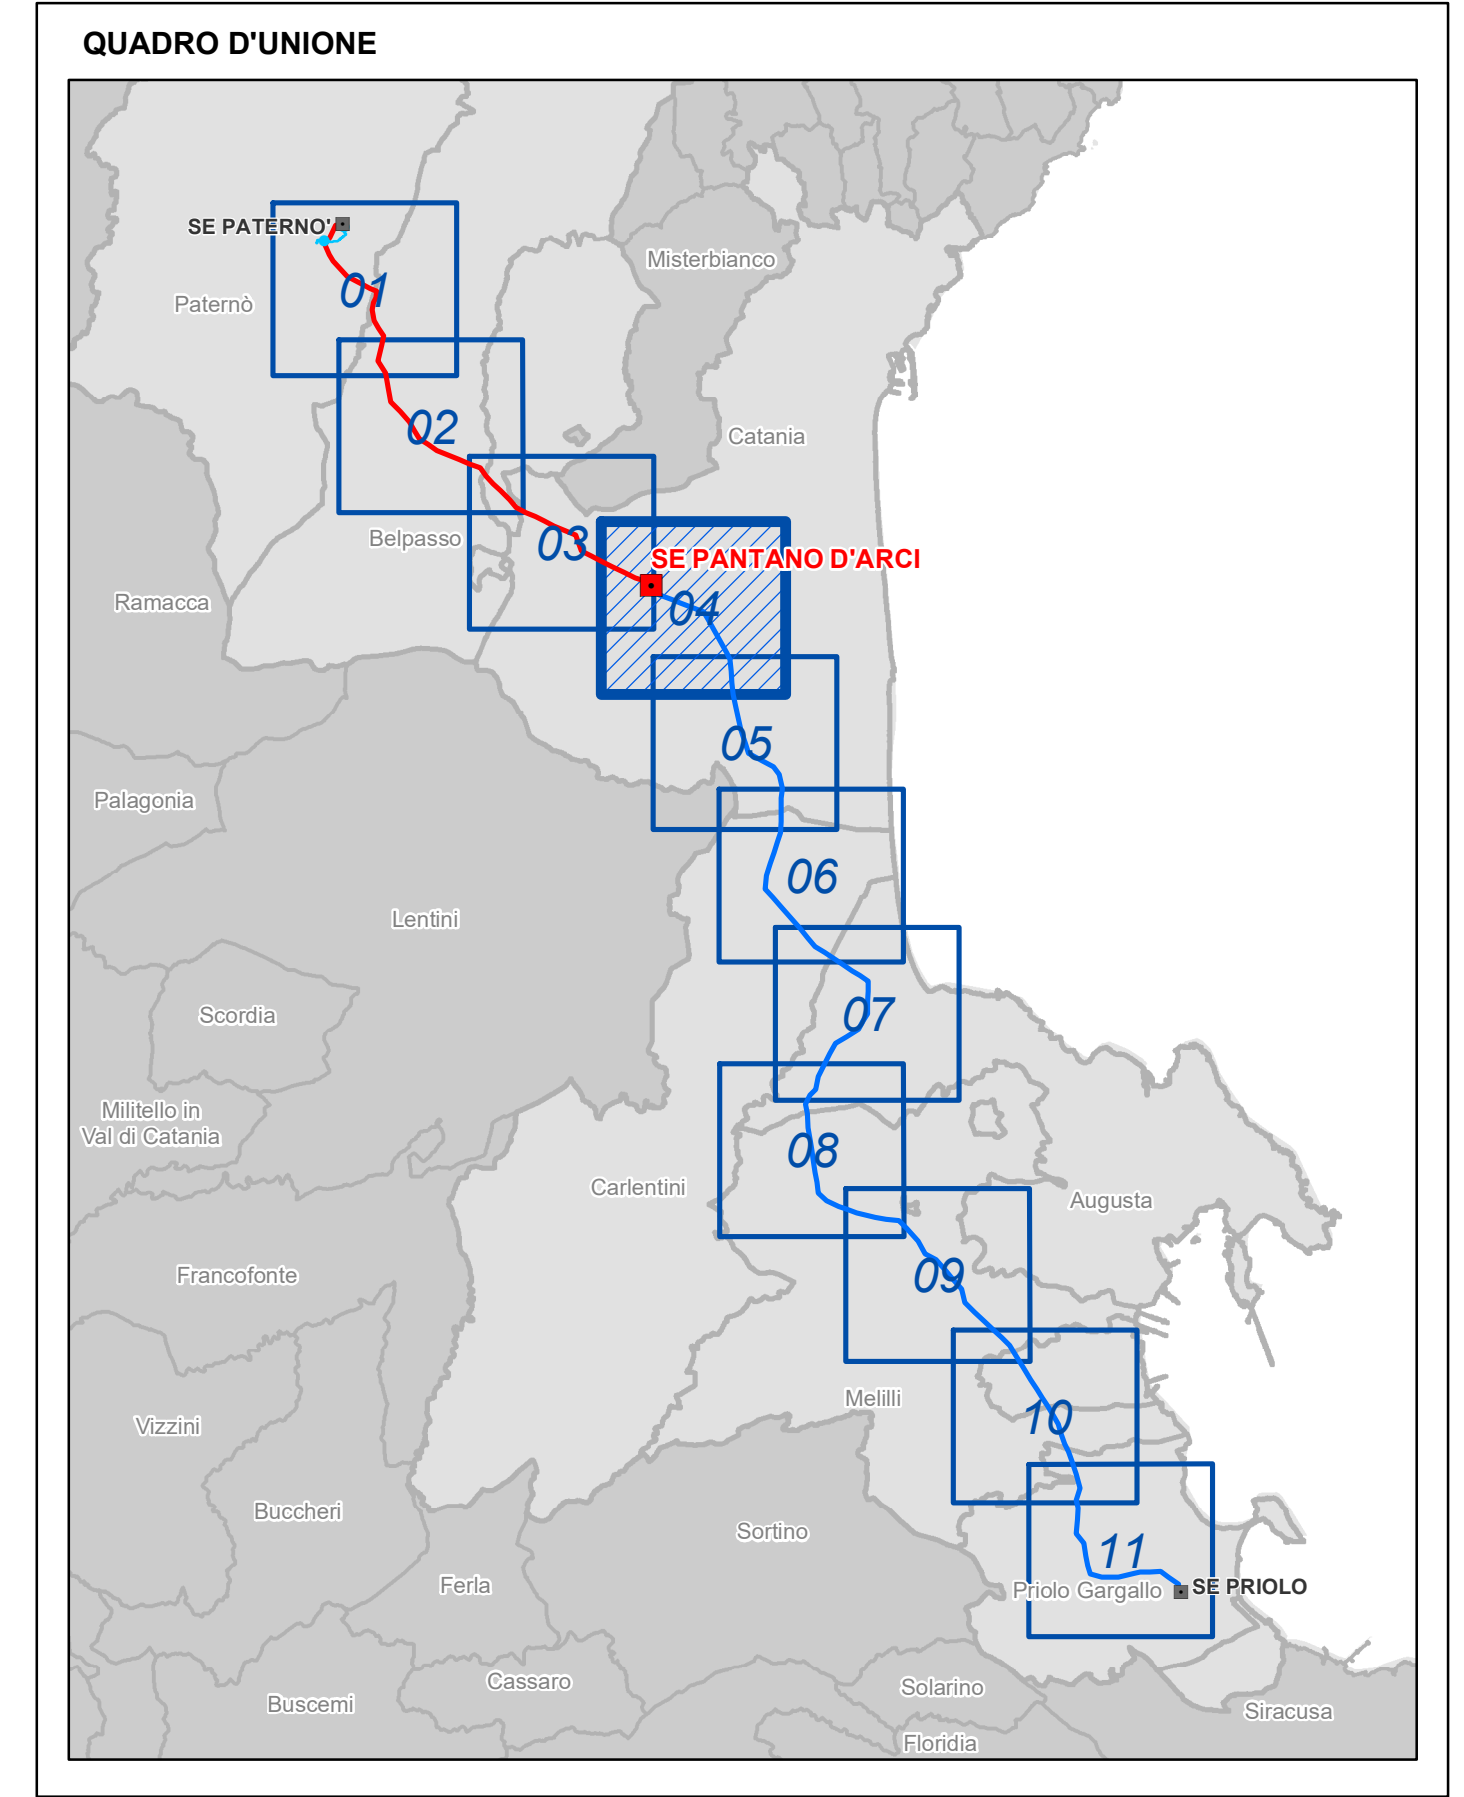 QUADRO D'UNIONE
SE PATERNO'
Misterbianco
01
Paternò
02
Catania
Belpasso
03
SE PANTANO D'ARCI
Ramacca
04
05
Palagonia
06
Lentini
Scordia
07
Militello in
Val di Catania
08
Carlentini
Augusta
Francofonte
09
Melilli
Vizzini
10
Buccheri
Sortino
11
Ferla
Priolo Gargallo
SE PRIOLO
Cassaro
Solarino
Buscemi
Siracusa
Floridia